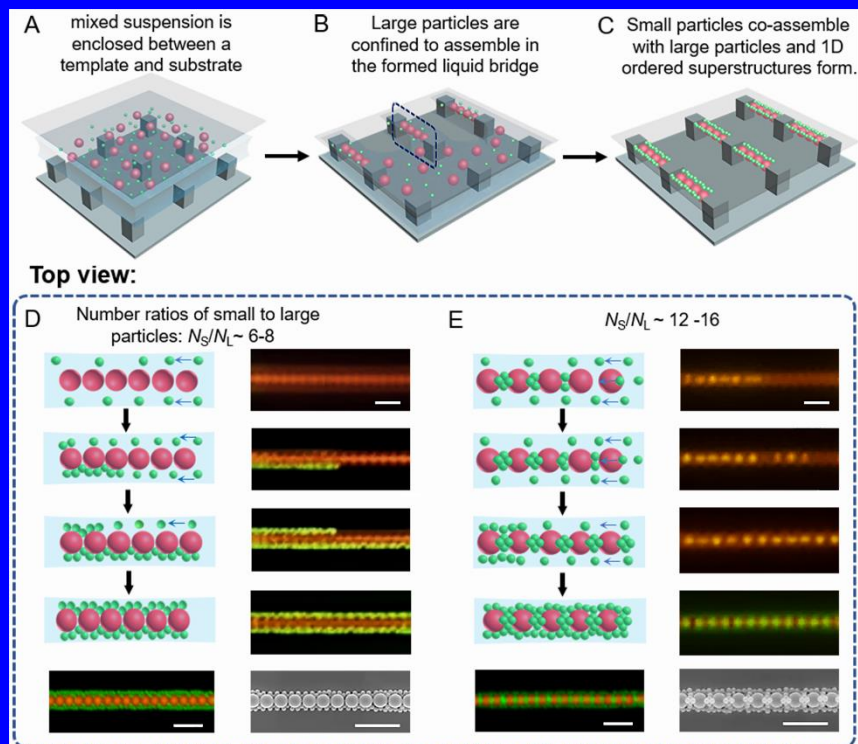 A
mixed suspension is
enclosed between a
template and substrate
B
Large particles are
confined to assemble in
the formed liquid bridge
C
Small particles co-assemble
with large particles and 1D
ordered superstructures form.
Top view:
D
Number ratios of small to large
particles: NS/NL~ 6-8
E
NS/NL ~ 12 -16